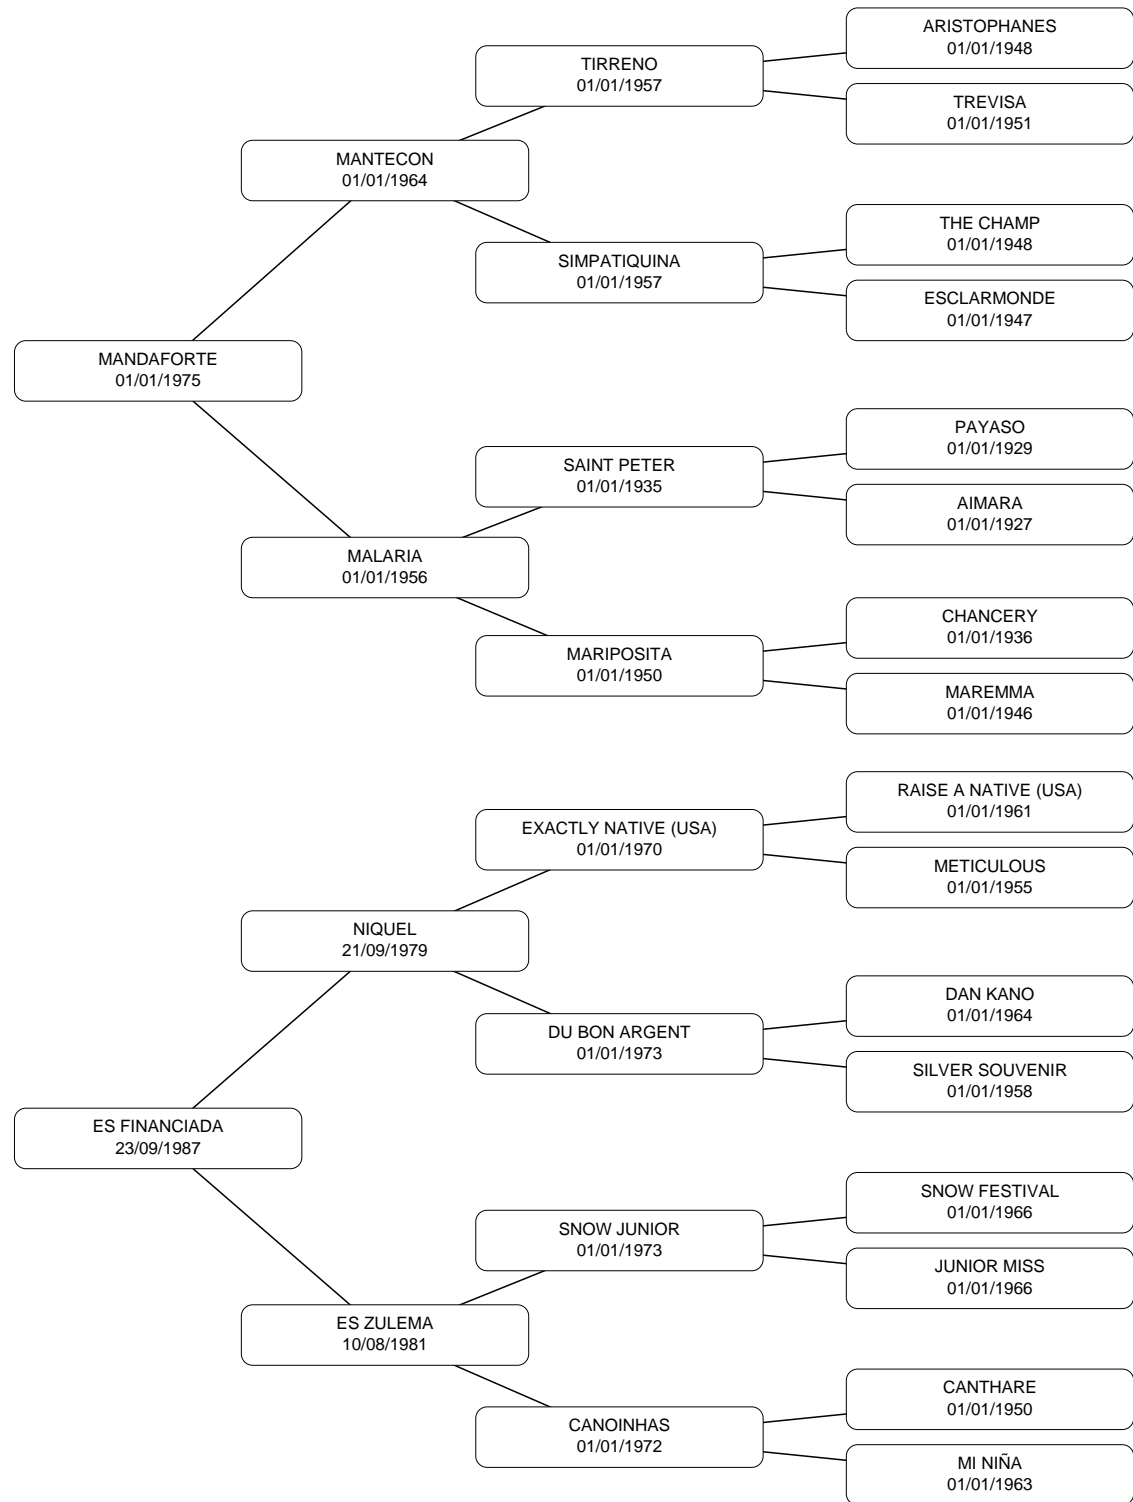 ARISTOPHANES
01/01/1948
TIRRENO
01/01/1957
TREVISA
01/01/1951
MANTECON
01/01/1964
THE CHAMP
01/01/1948
SIMPATIQUINA
01/01/1957
ESCLARMONDE
01/01/1947
MANDAFORTE
01/01/1975
PAYASO
01/01/1929
SAINT PETER
01/01/1935
AIMARA
01/01/1927
MALARIA
01/01/1956
CHANCERY
01/01/1936
MARIPOSITA
01/01/1950
MAREMMA
01/01/1946
RAISE A NATIVE (USA)
01/01/1961
EXACTLY NATIVE (USA)
01/01/1970
METICULOUS
01/01/1955
NIQUEL
21/09/1979
DAN KANO
01/01/1964
DU BON ARGENT
01/01/1973
SILVER SOUVENIR
01/01/1958
ES FINANCIADA
23/09/1987
SNOW FESTIVAL
01/01/1966
SNOW JUNIOR
01/01/1973
JUNIOR MISS
01/01/1966
ES ZULEMA
10/08/1981
CANTHARE
01/01/1950
CANOINHAS
01/01/1972
MI NIÑA
01/01/1963